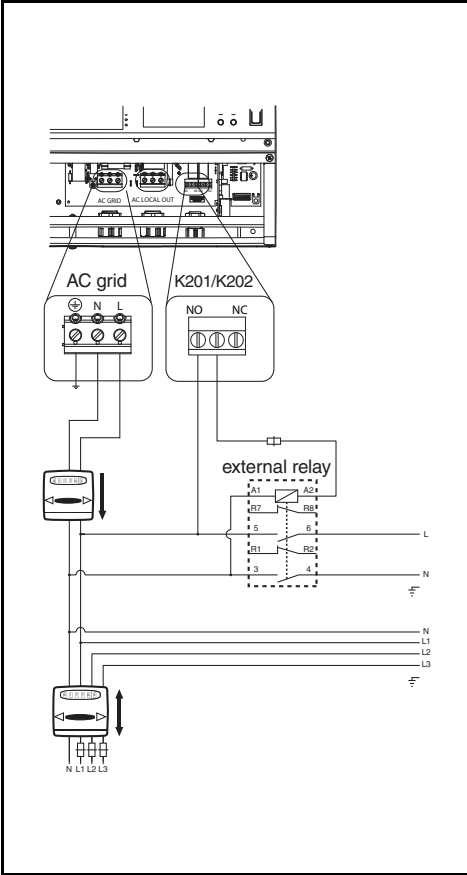 AC GRID AC LOCAL OUT
AC grid K201/K202
N L NO NC
external relay
A1 A2
R7 R8
5 6 L
R1 R2
3 4 N
N
L1
L2
L3
N L1 L2 L3